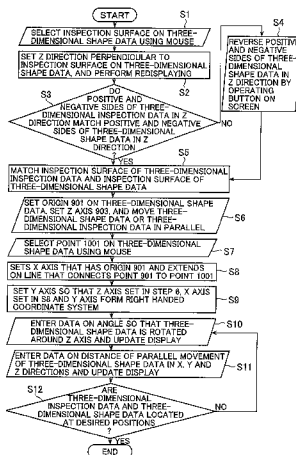 START
S1
SELECT INSPECTION SURFACE ON THREE-
DIMENSIONAL SHAPE DATA USING MOUSE
SET Z DIRECTION PERPENDICULAR TO
INSPECTION SURFACE ON THREE-DIMENSIONAL
SHAPE DATA, AND PERFORM REDISPLAYING
S2
S3
DO
POSITIVE AND
NEGATIVE SIDES OF THREE-
DIMENSIONAL INSPECTION DATA IN Z
DIRECTION MATCH POSITIVE AND NEGATIVE
SIDES OF THREE-DIMENSIONAL
SHAPE DATA IN Z
DIRECTION
?
NO
YES
S4
REVERSE POSITIVE
AND NEGATIVE
SIDES OF THREE-
DIMENSIONAL
SHAPE DATA IN
Z DIRECTION BY
OPERATING
BUTTON ON
SCREEN
S5
MATCH INSPECTION SURFACE OF THREE-DIMENSIONAL
INSPECTION DATA AND INSPECTION SURFACE OF
THREE-DIMENSIONAL SHAPE DATA
SET ORIGIN 901 ON THREE-DIMENSIONAL SHAPE
DATA, SET Z AXIS 903, AND MOVE THREE-
DIMENSIONAL SHAPE DATA OR THREE-
DIMENSIONAL INSPECTION DATA IN PARALLEL
S6
SELECT POINT 1001 ON THREE-DIMENSIONAL
SHAPE DATA USING MOUSE
S7
SETS X AXIS THAT HAS ORIGIN 901 AND EXTENDS
ON LINE THAT CONNECTS POINT 901 TO POINT 1001
S8
SET Y AXIS SO THAT Z AXIS SET IN STEP 6, X AXIS
SET IN S8 AND Y AXIS FORM RIGHT HANDED
COORDINATE SYSTEM
S9
ENTER DATA ON ANGLE SO THAT THREE-
DIMENSIONAL SHAPE DATA IS ROTATED
AROUND Z AXIS AND UPDATE DISPLAY
S10
ENTER DATA ON DISTANCE OF PARALLEL MOVEMENT
OF THREE-DIMENSIONAL SHAPE DATA IN X, Y AND
Z DIRECTIONS AND UPDATE DISPLAY
S11
S12
ARE
THREE-DIMENSIONAL
INSPECTION DATA AND THREE-
DIMENSIONAL SHAPE DATA LOCATED
AT DESIRED POSITIONS
?
NO
YES
END